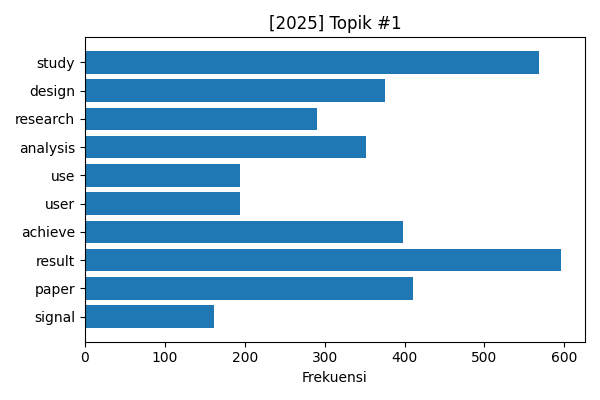 [2025] Topik #1
study
design
research
analysis
use
user
achieve
result
paper
signal
0 100 200 300 400 500 600
Frekuensi